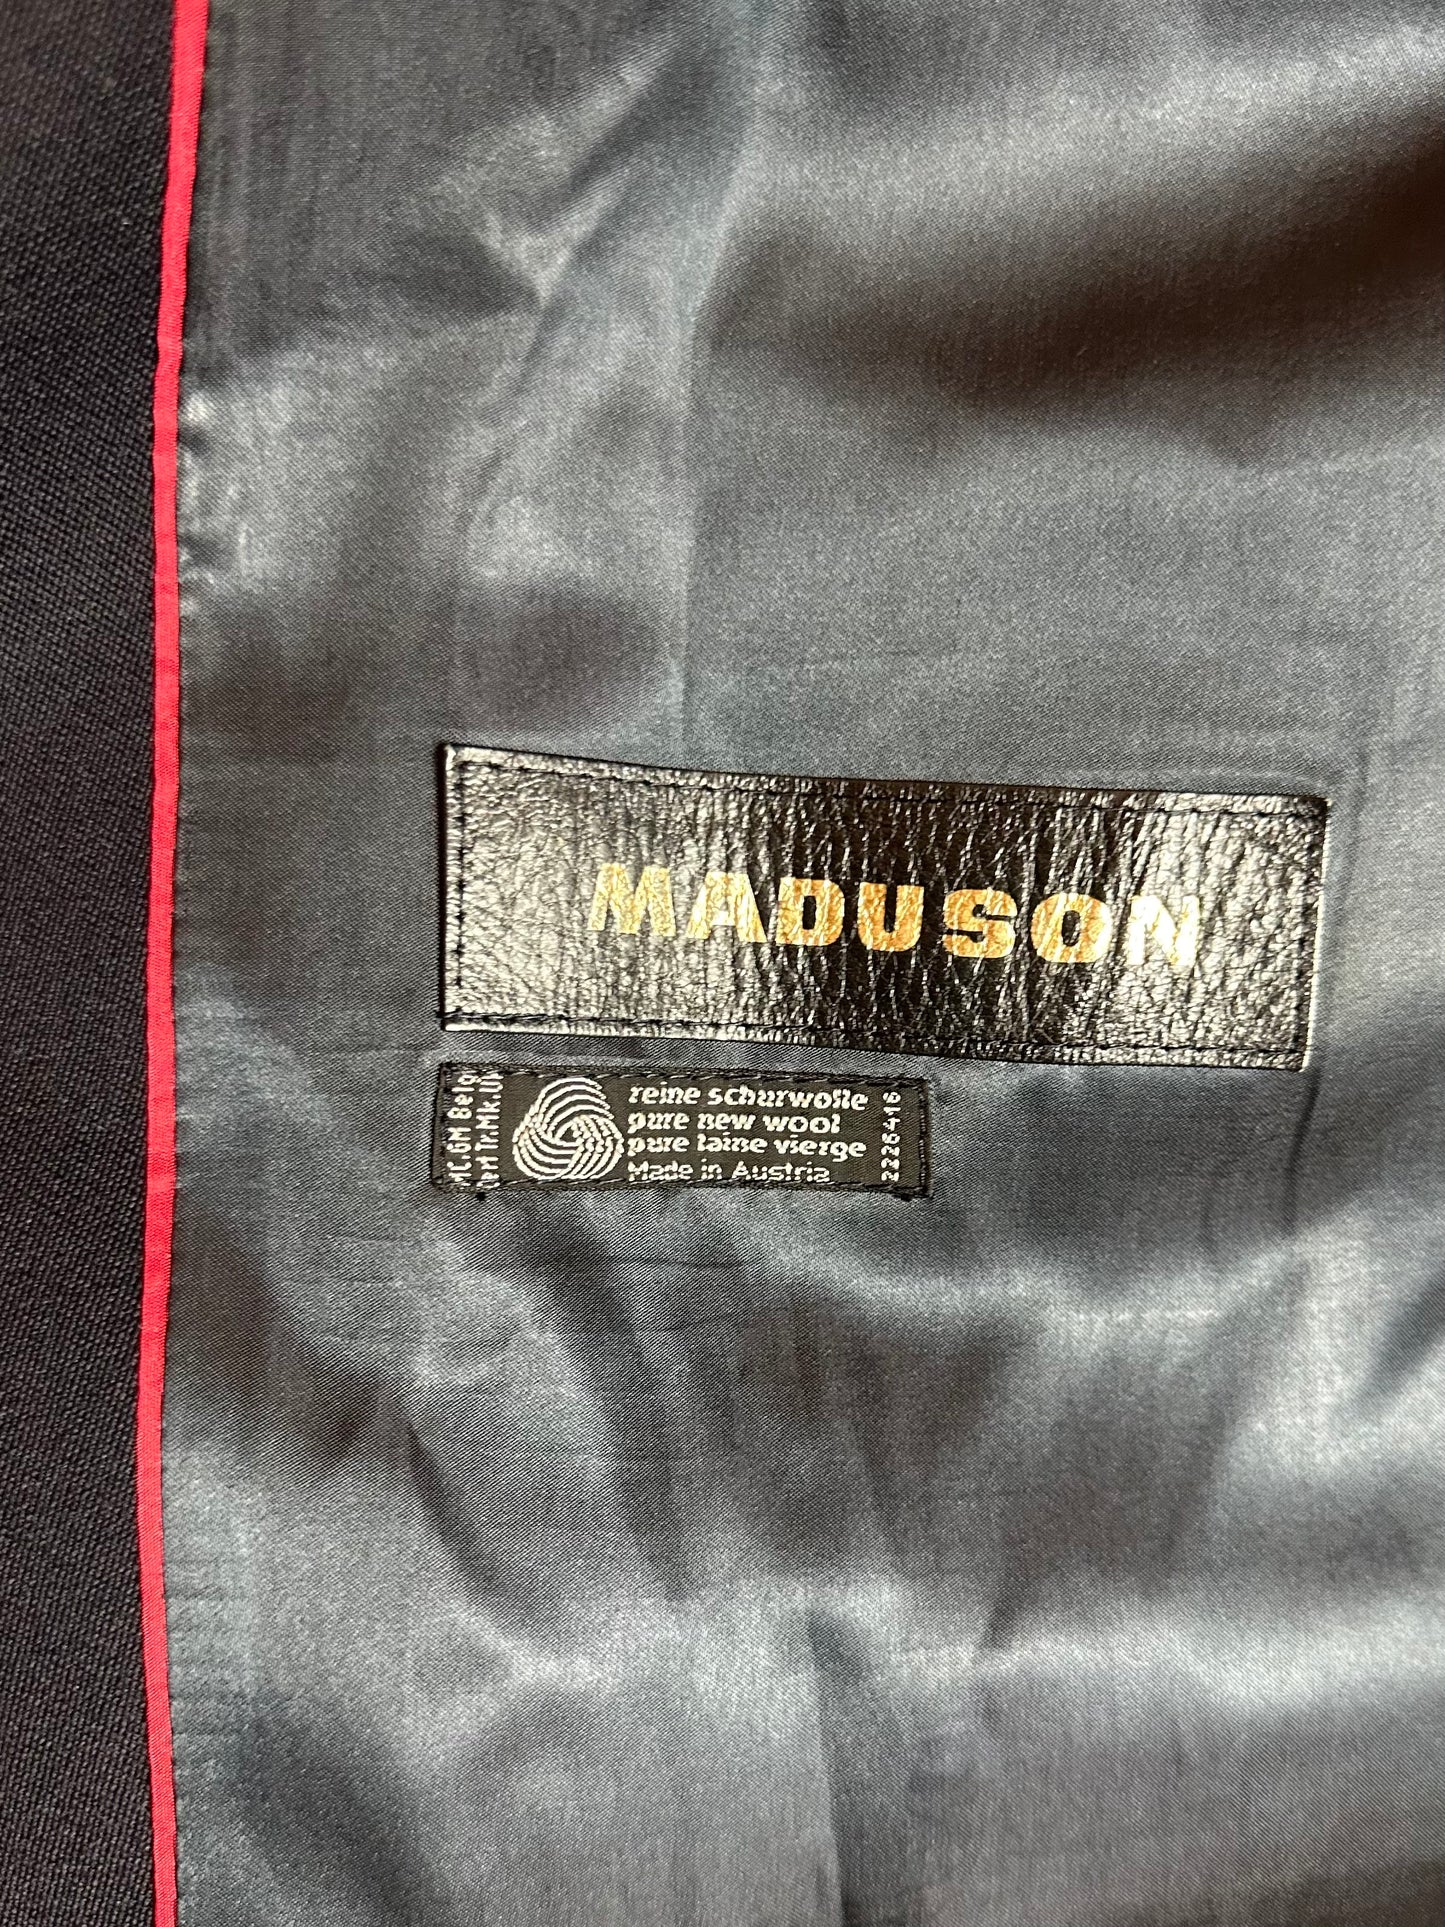 MADUSON
reine schurwolle
pure new wool
pure laine vierge
Made in Austria
2226416